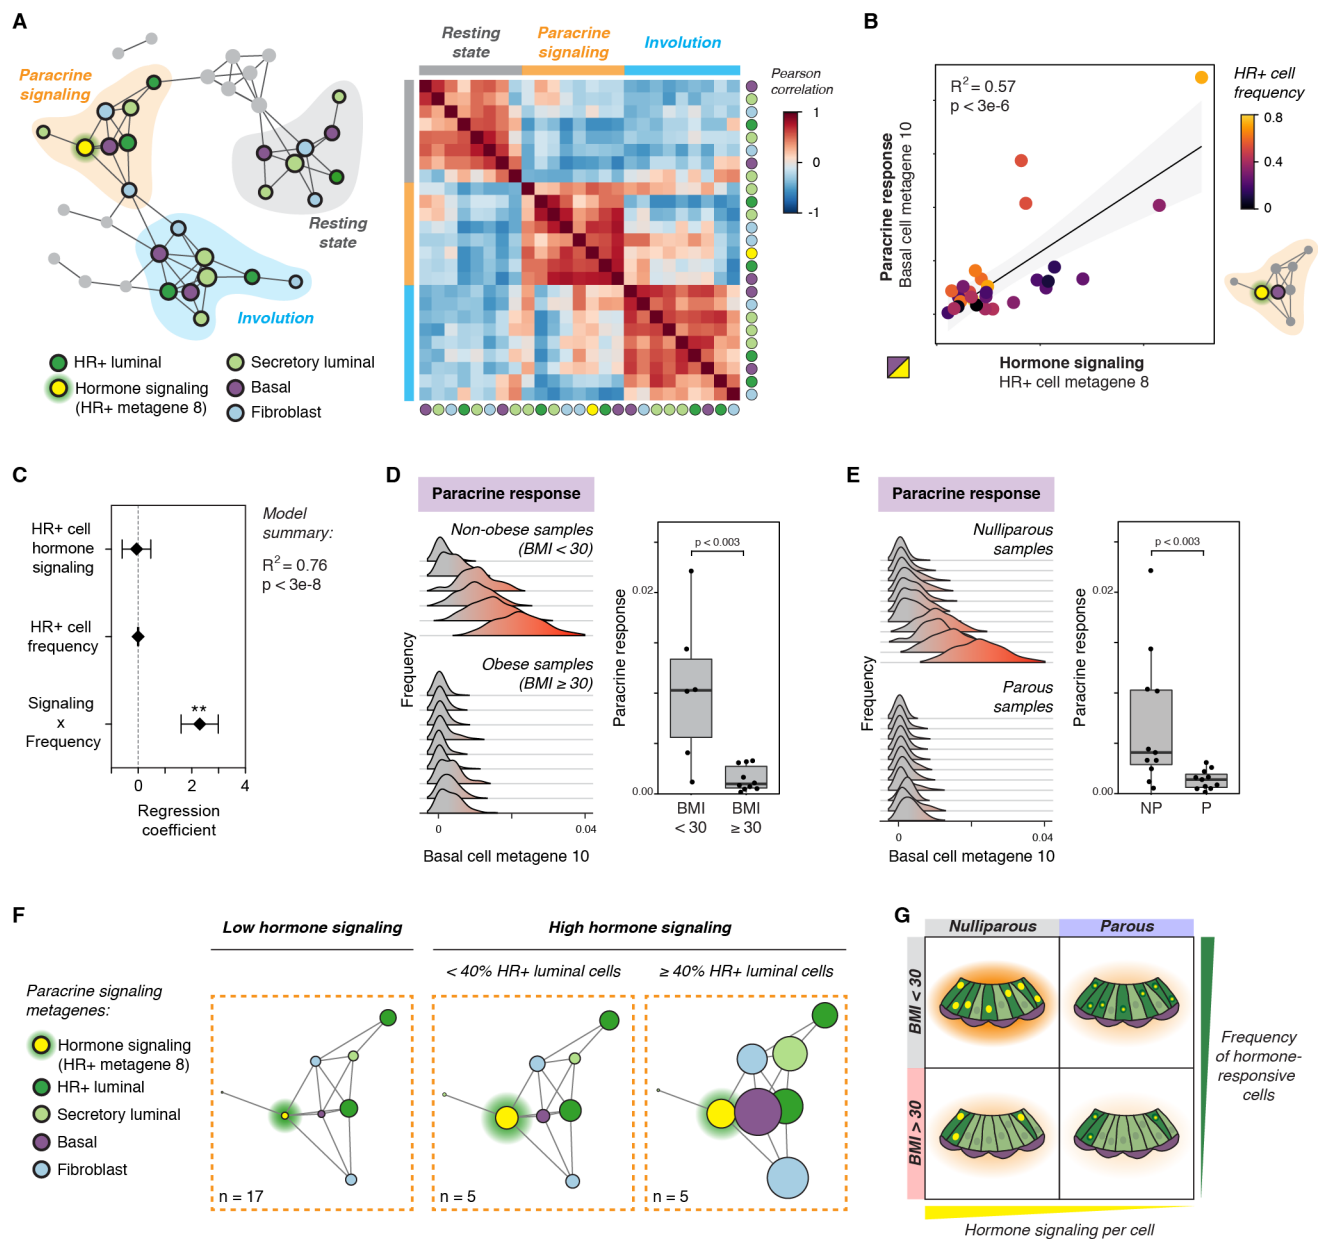 A
Paracrine
signaling
Resting
state
Involution
HR+ luminal
Hormone signaling
(HR+ metagene 8)
Secretory luminal
Basal
Fibroblast
Resting
state
Paracrine
signaling
Involution
Pearson
correlation
1
0
-1
B
R2 = 0.57
p < 3e-6
Paracrine response
Basal cell metagene 10
Hormone signaling
HR+ cell metagene 8
HR+ cell
frequency
0.8
0.4
0
C
HR+ cell
hormone
signaling
HR+ cell
frequency
Signaling
x
Frequency
**
0
2
4
Regression
coefficient
Model
summary:
R2 = 0.76
p < 3e-8
D
Paracrine response
Non-obese samples
(BMI < 30)
Obese samples
(BMI ≥ 30)
Frequency
0
0.04
Basal cell metagene 10
Paracrine response
p < 0.003
0.02
0.00
BMI
< 30
BMI
≥ 30
E
Paracrine response
Nulliparous
samples
Parous
samples
Frequency
0
0.04
Basal cell metagene 10
Paracrine response
p < 0.003
0.02
0.00
NP
P
F
Low hormone signaling
High hormone signaling
< 40% HR+ luminal cells
≥ 40% HR+ luminal cells
Paracrine signaling
metagenes:
Hormone signaling
(HR+ metagene 8)
HR+ luminal
Secretory luminal
Basal
Fibroblast
n = 17
n = 5
n = 5
G
Nulliparous
Parous
BMI < 30
BMI > 30
Frequency
of hormone-
responsive
cells
Hormone signaling per cell